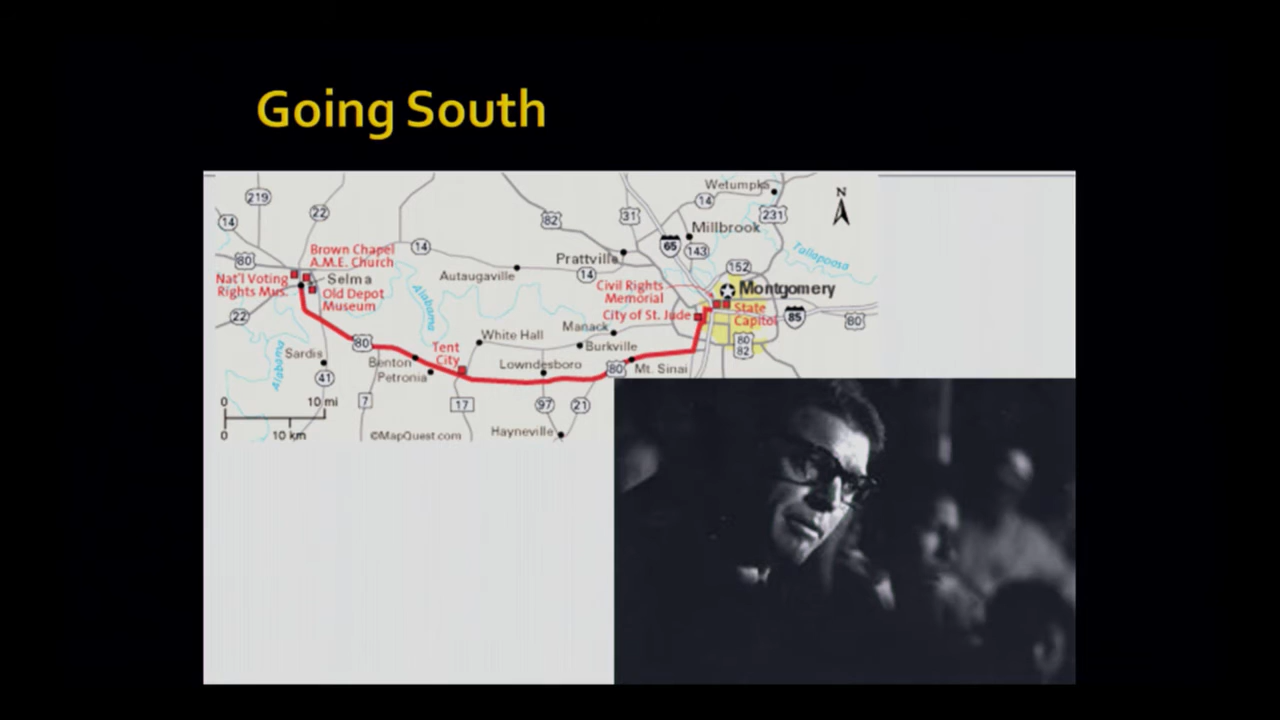 Going South
Wetumpka
N
219
14
22
14
82
31
231
65
143
Millbrook
80
Brown Chapel
A.M.E. Church
14
Prattville
152
Tallapoosa
Autaugaville
14
Nat'l Voting
Rights Mus.
Selma
Old Depot
Museum
Alabama
Civil Rights
Memorial
City of St. Jude
Montgomery
State
Capitol
85
80
22
80
White Hall
Manack
Burkville
80
82
Sardis
Alabama
Benton
Petronia
Tent
City
Lowndesboro
80
Mt. Sinai
41
0
10 mi
7
17
97
21
0
10 km
©MapQuest.com
Hayneville